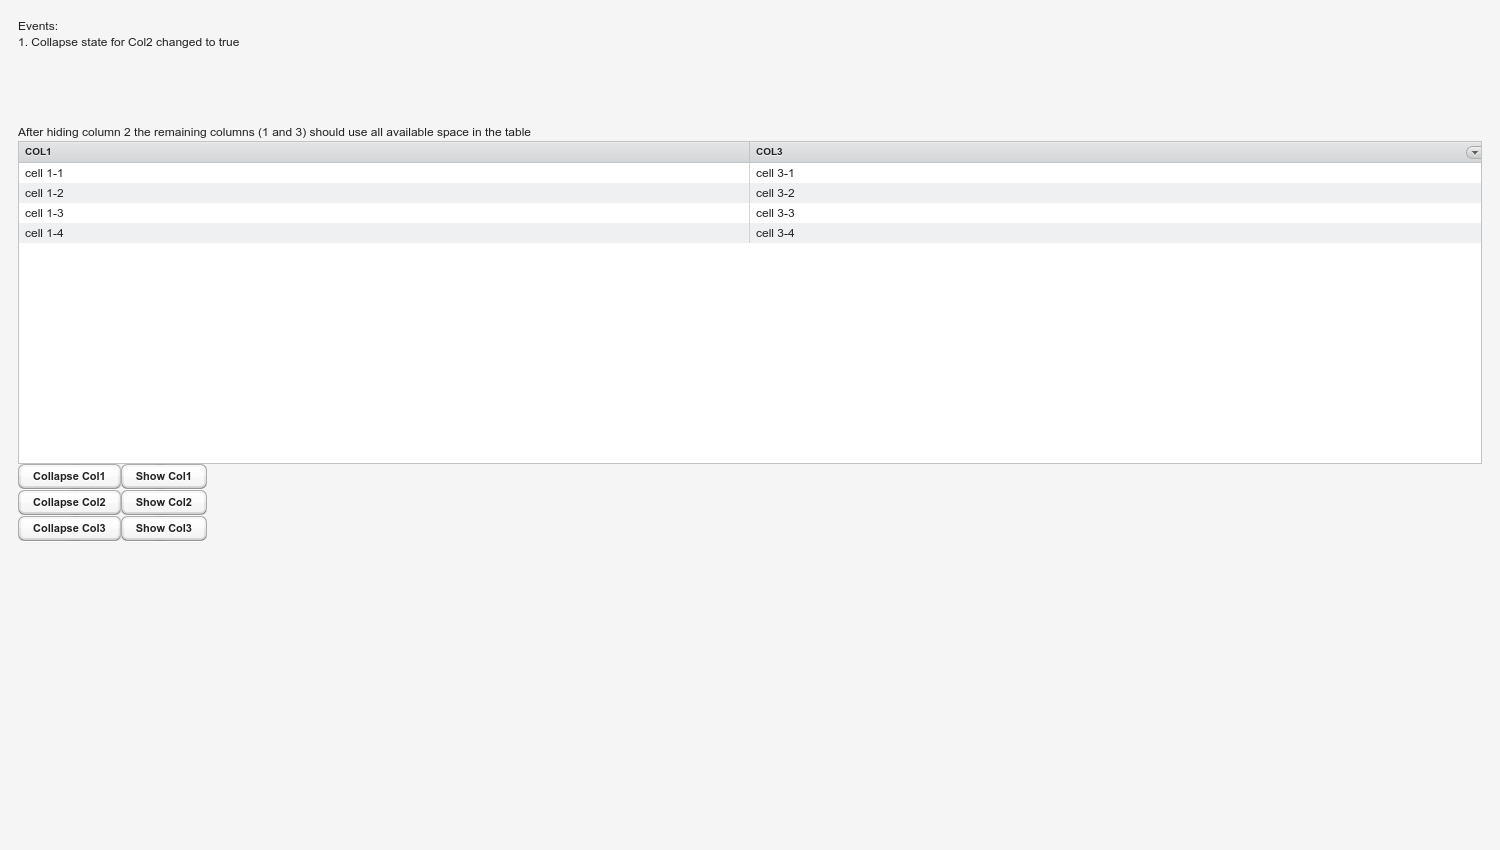 Events:
1. Collapse state for Col2 changed to true
After hiding column 2 the remaining columns (1 and 3) should use all available space in the table
COL1 COL3
cell 1-1 cell 3-1
cell 1-2 cell 3-2
cell 1-3 cell 3-3
cell 1-4 cell 3-4
Collapse Col1 Show Col1
Collapse Col2 Show Col2
Collapse Col3 Show Col3